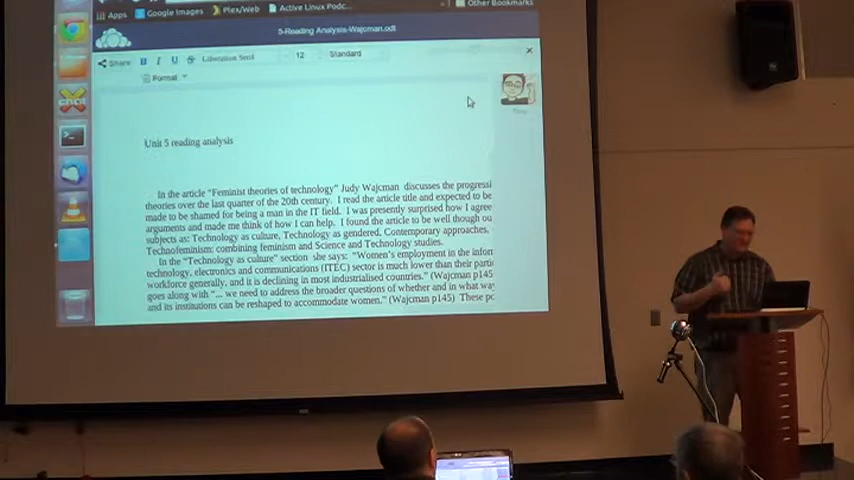 Apps Google Images Plex/Web Active Linux Podc... Other Bookmarks
5-Reading Analysis-Wajcman.odt
Share B I U S Liberation Serif 12 Standard
Format
Unit 5 reading analysis
In the article "Feminist theories of technology" Judy Wajcman discusses the progressi
theories over the last quarter of the 20th century. I read the article title and expected to be
made to be shamed for being a man in the IT field. I was presently surprised how I agree
arguments and made me think of how I can help. I found the article to be well though ou
subjects as: Technology as culture, Technology as gendered, Contemporary approaches,
Technofeminism: combining feminism and Science and Technology studies.
In the "Technology as culture" section she says: "Women's employment in the infor
technology, electronics and communications (ITEC) sector is much lower than their parti
workforce generally, and it is declining in most industrialised countries." (Wajcman p145
goes along with "... we need to address the broader questions of whether and in what wa
and its institutions can be reshaped to accommodate women." (Wajcman p145) These po